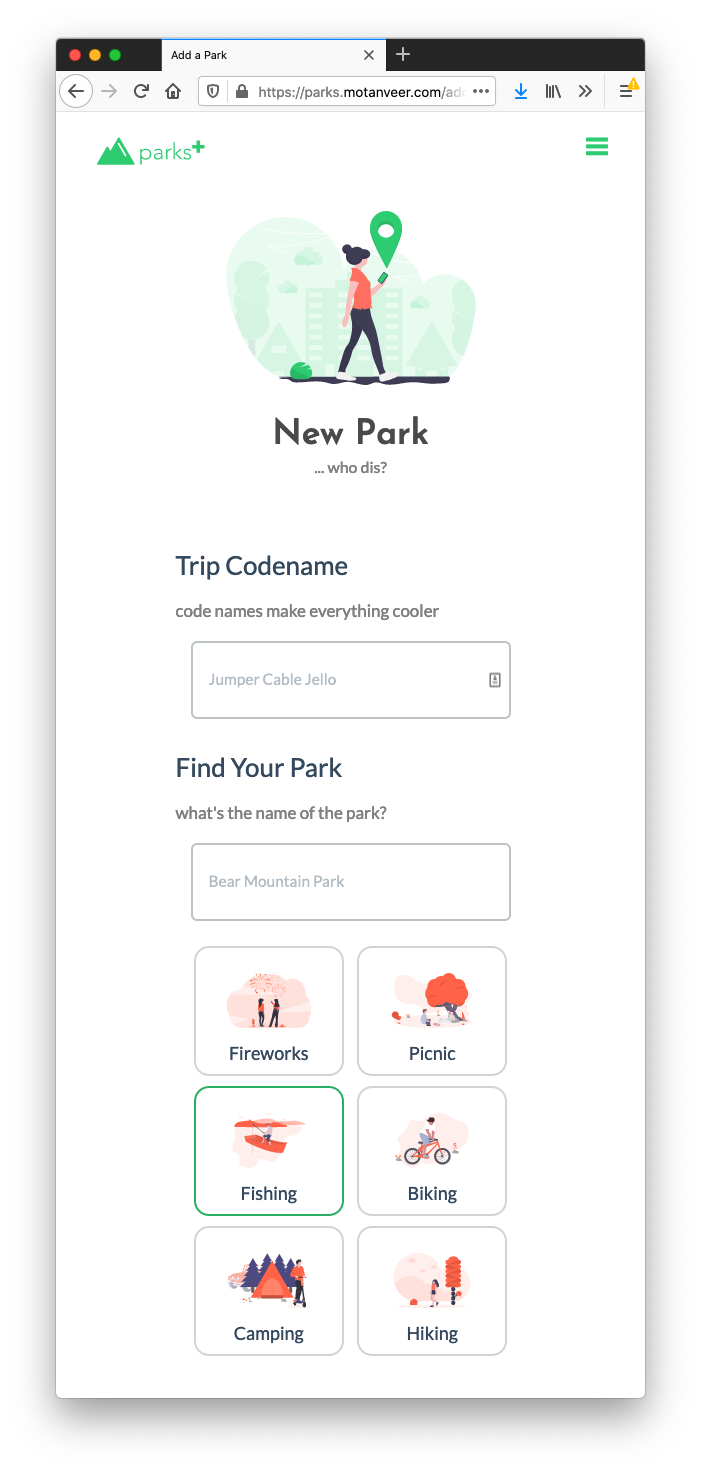 Add a Park
https://parks.motanveer.com/add
parks+
New Park
... who dis?
Trip Codename
code names make everything cooler
Jumper Cable Jello
Find Your Park
what's the name of the park?
Bear Mountain Park
Fireworks
Picnic
Fishing
Biking
Camping
Hiking